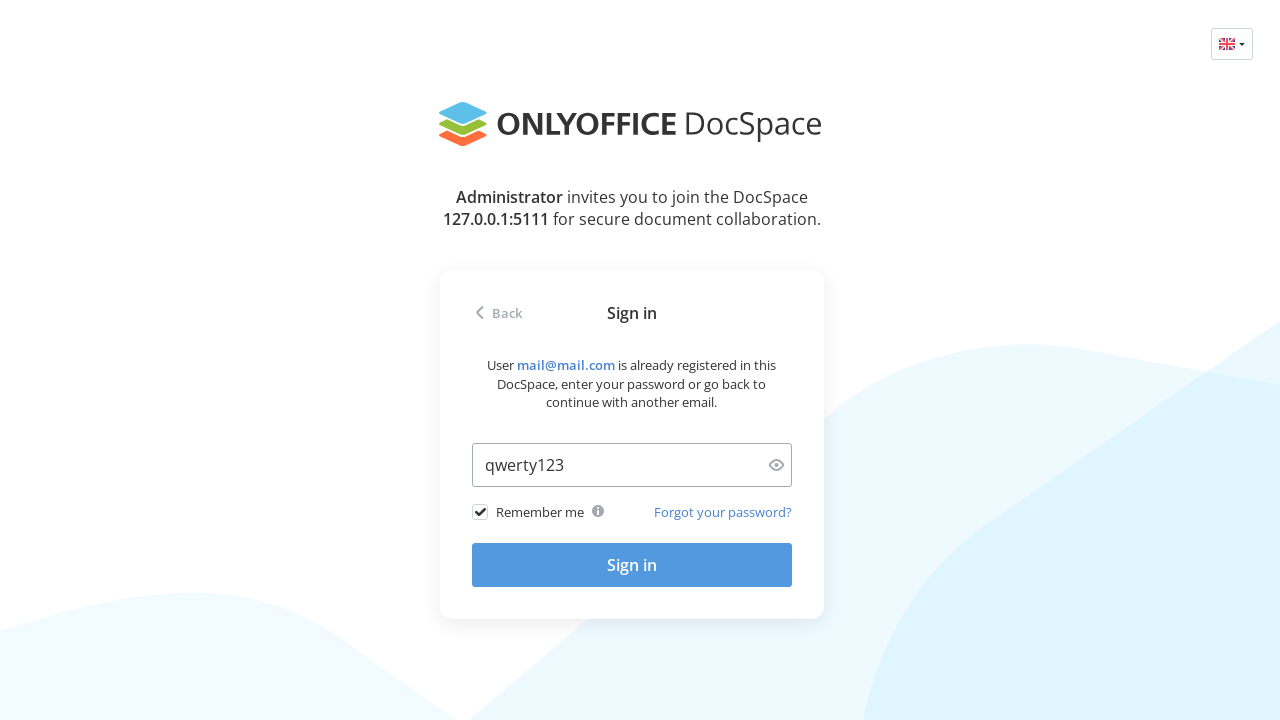 ONLYOFFICE DocSpace
Administrator invites you to join the DocSpace
127.0.0.1:5111 for secure document collaboration.
Back
Sign in
User mail@mail.com is already registered in this
DocSpace, enter your password or go back to
continue with another email.
qwerty123
Remember me
Forgot your password?
Sign in